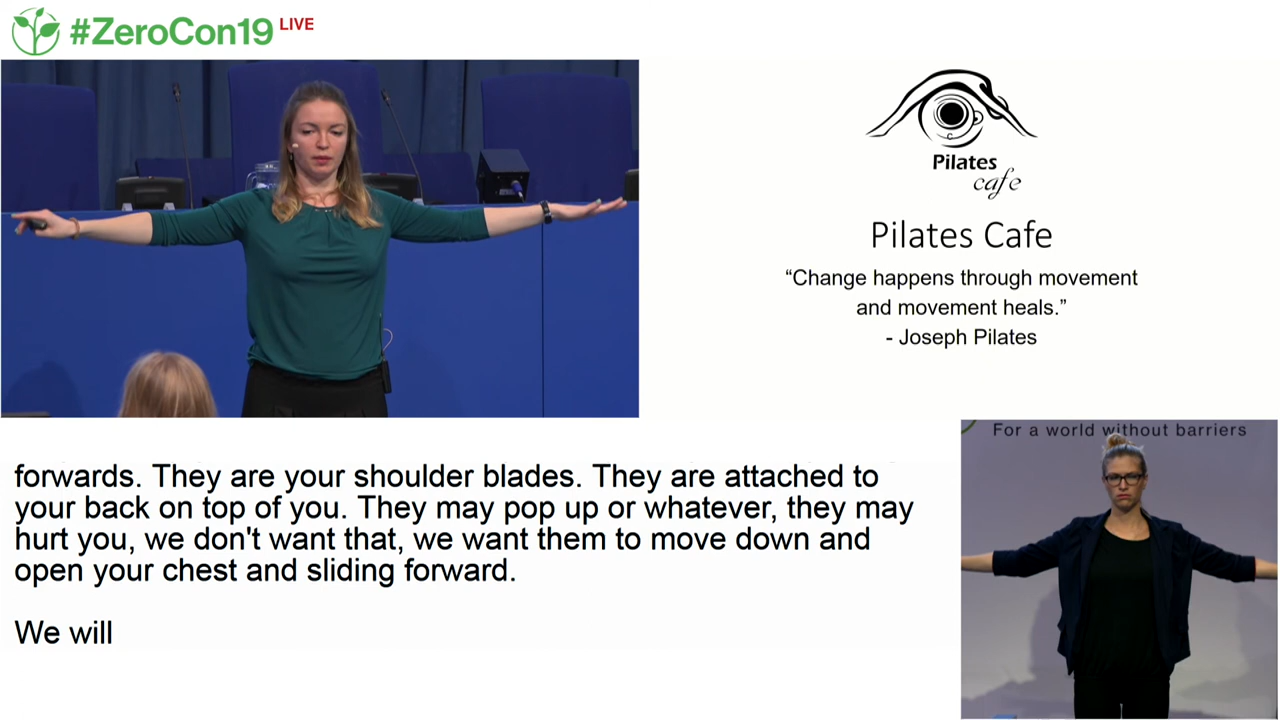 #ZeroCon19 LIVE
Pilates
cafe
Pilates Cafe
“Change happens through movement
and movement heals.”
- Joseph Pilates
forwards. They are your shoulder blades. They are attached to
your back on top of you. They may pop up or whatever, they may
hurt you, we don't want that, we want them to move down and
open your chest and sliding forward.
We will
For a world without barriers